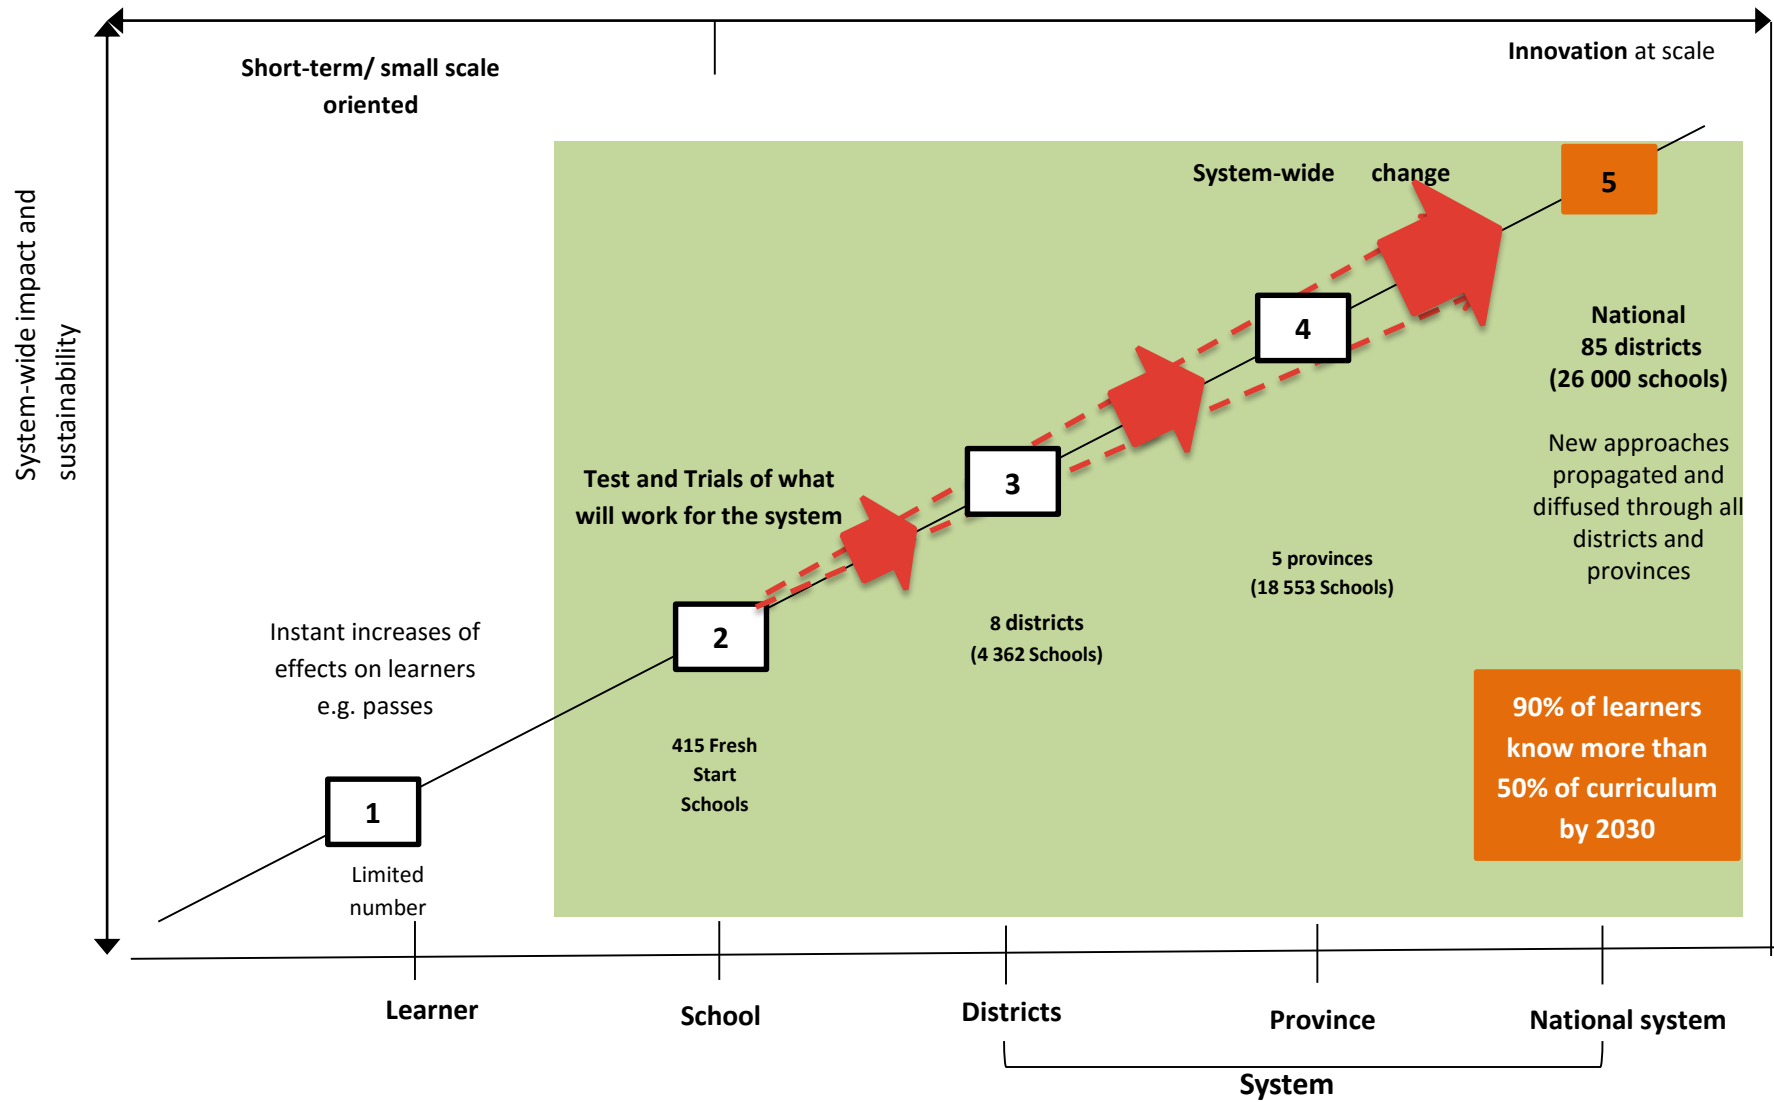 Short-term/ small scale
oriented
Innovation at scale
System-wide impact and
sustainability
System-wide change
5
4
National
85 districts
(26 000 schools)
3
Test and Trials of what
will work for the system
New approaches
propagated and
diffused through all
districts and
provinces
5 provinces
(18 553 Schools)
2
8 districts
(4 362 Schools)
Instant increases of
effects on learners
e.g. passes
415 Fresh
Start
Schools
90% of learners
know more than
50% of curriculum
by 2030
1
Limited
number
Learner
School
Districts
Province
National system
System